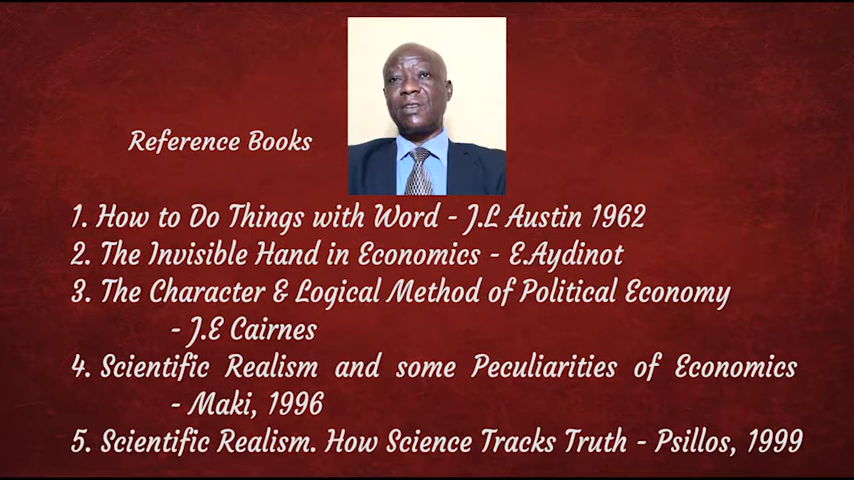 Reference Books
1. How to Do Things with Word - J.L Austin 1962
2. The Invisible Hand in Economics - E.Aydinot
3. The Character & Logical Method of Political Economy
- J.E Cairnes
4. Scientific Realism and some Peculiarities of Economics
- Maki, 1996
5. Scientific Realism. How Science Tracks Truth - Psillos, 1999